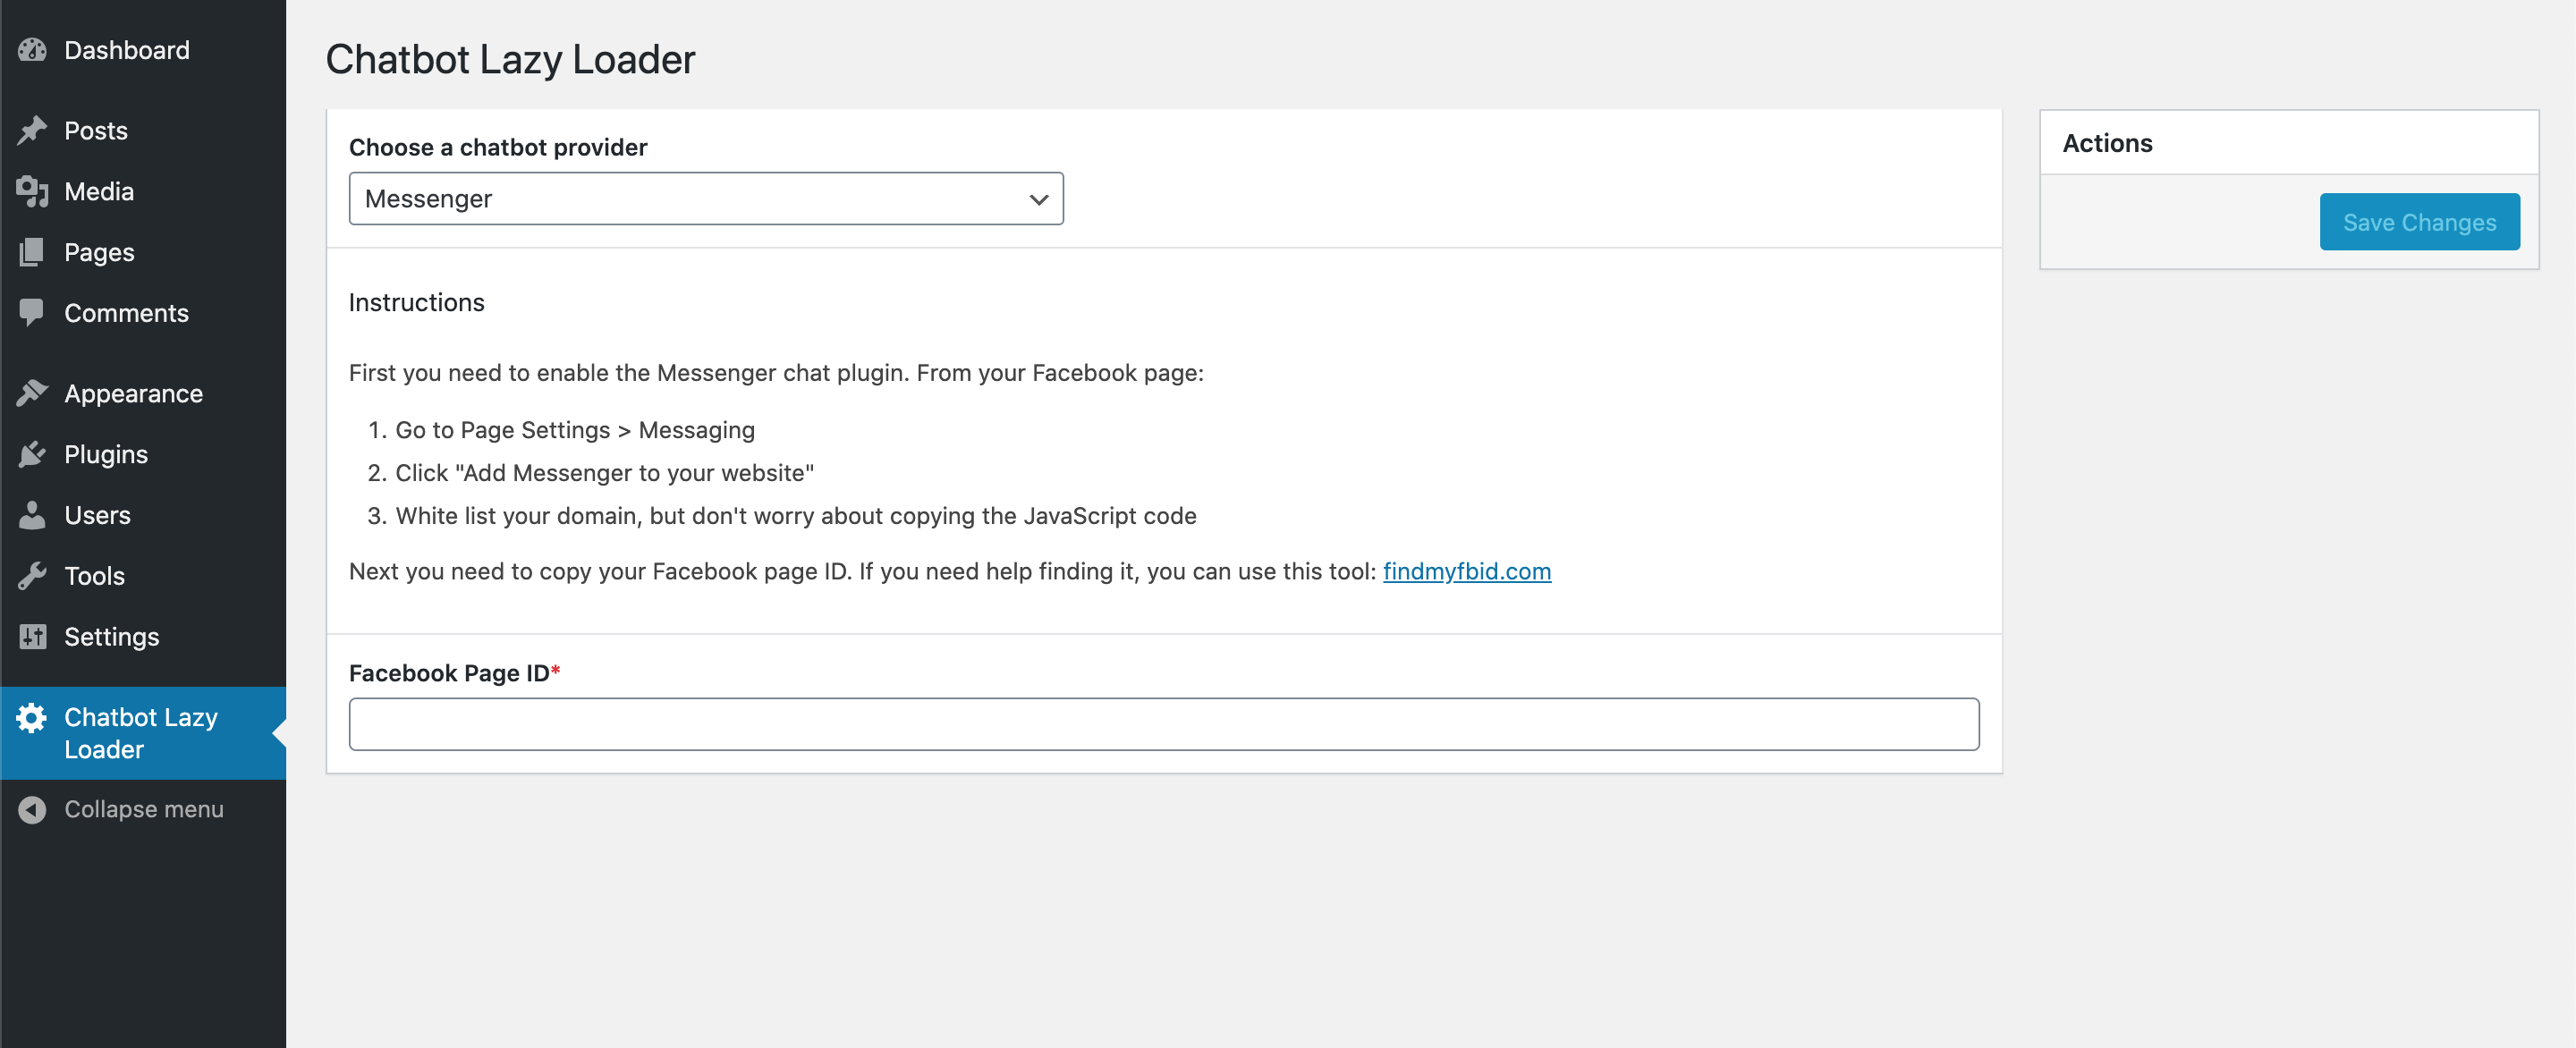 Dashboard
Posts
Media
Pages
Comments
Appearance
Plugins
Users
Tools
Settings
Chatbot Lazy
Loader
Collapse menu
Chatbot Lazy Loader
Choose a chatbot provider
Messenger
Instructions
First you need to enable the Messenger chat plugin. From your Facebook page:
1. Go to Page Settings > Messaging
2. Click "Add Messenger to your website"
3. White list your domain, but don't worry about copying the JavaScript code
Next you need to copy your Facebook page ID. If you need help finding it, you can use this tool: findmyfbid.com
Facebook Page ID*
Actions
Save Changes